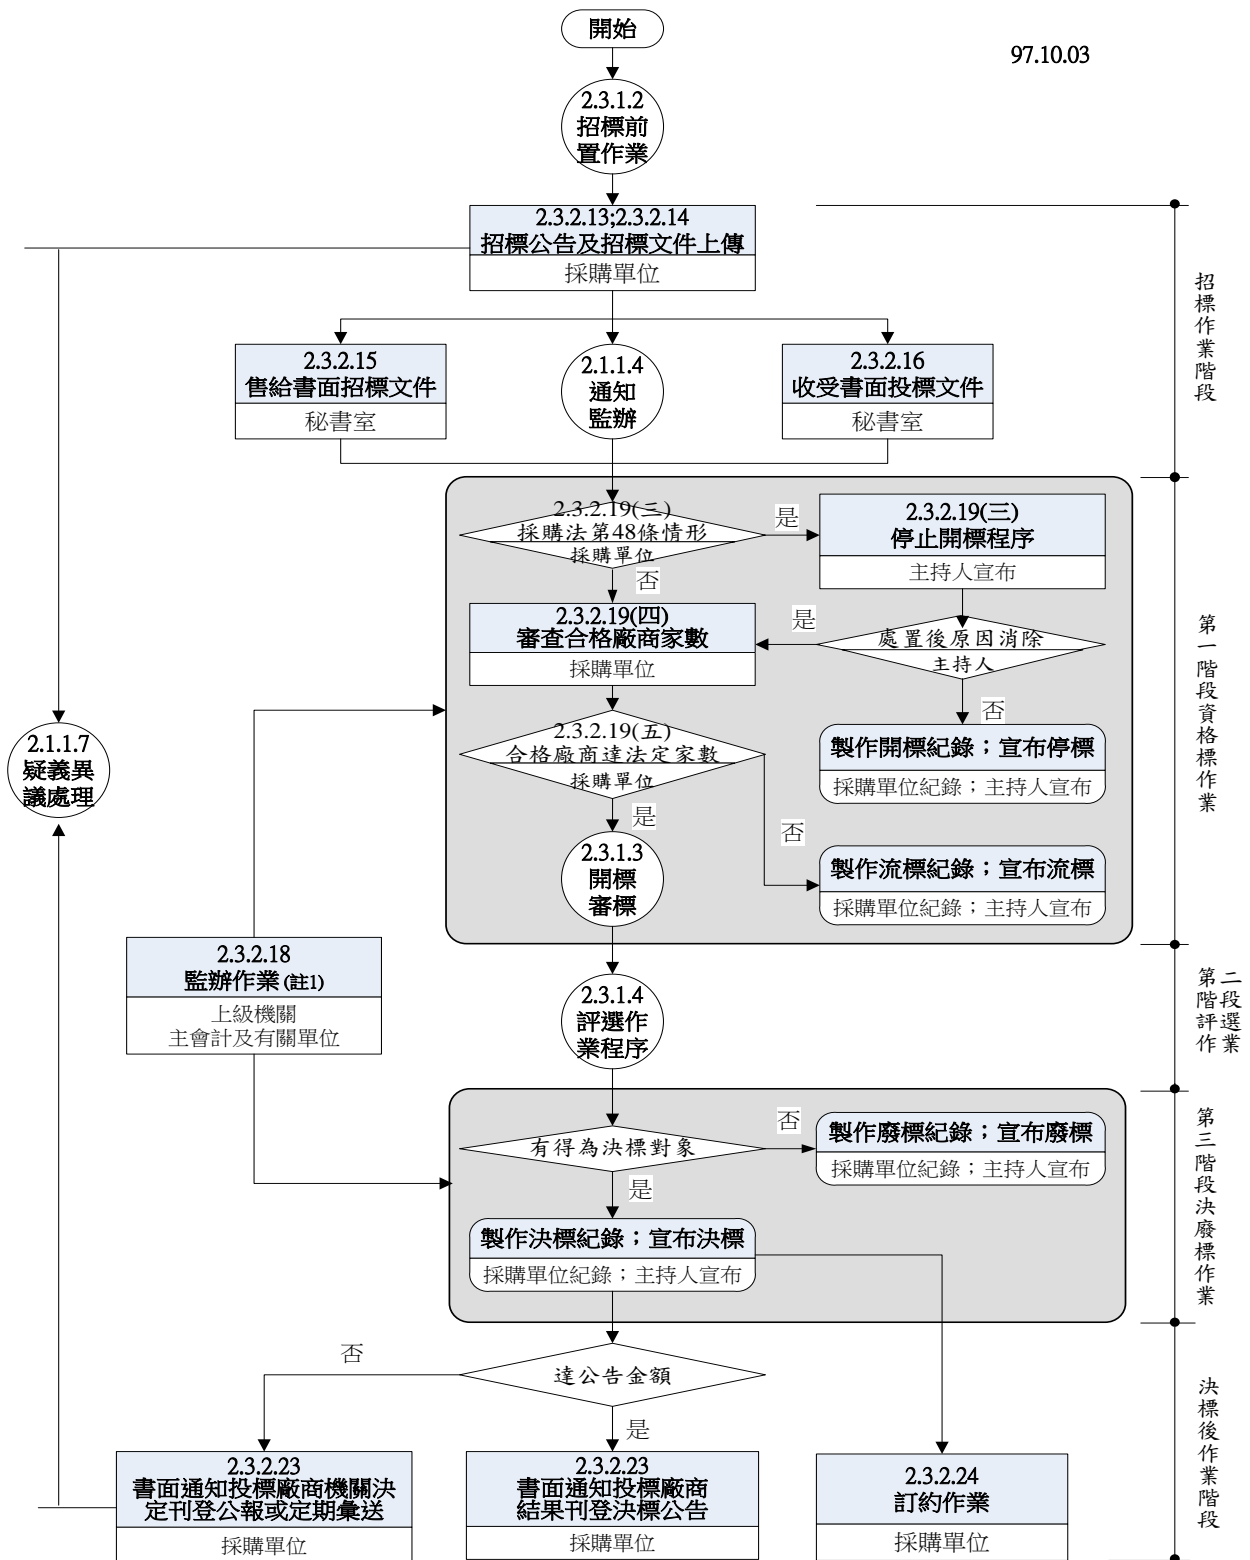 開始
97.10.03
2.3.1.2
招標前
置作業
2.3.2.13;2.3.2.14
招標公告及招標文件上傳
採購單位
招標作業階段
2.3.2.15
售給書面招標文件
秘書室
2.1.1.4
通知
監辦
2.3.2.16
收受書面投標文件
秘書室
2.3.2.19(三)
採購法第48條情形
採購單位
是
否
2.3.2.19(三)
停止開標程序
主持人宣布
2.3.2.19(四)
審查合格廠商家數
採購單位
是
處置後原因消除
主持人
否
第一階段資格標作業
2.3.2.19(五)
合格廠商達法定家數
採購單位
是
否
製作開標紀錄；宣布停標
採購單位紀錄；主持人宣布
2.1.1.7
疑義異
議處理
2.3.1.3
開標
審標
製作流標紀錄；宣布流標
採購單位紀錄；主持人宣布
2.3.2.18
監辦作業(註1)
上級機關
主會計及有關單位
2.3.1.4
評選作
業程序
第二
階段
評選
作業
有得為決標對象
否
是
製作廢標紀錄；宣布廢標
採購單位紀錄；主持人宣布
第三階段決廢標作業
製作決標紀錄；宣布決標
採購單位紀錄；主持人宣布
達公告金額
否
是
決標後作業階段
2.3.2.23
書面通知投標廠商機關決
定刊登公報或定期彙送
採購單位
2.3.2.23
書面通知投標廠商
結果刊登決標公告
採購單位
2.3.2.24
訂約作業
採購單位